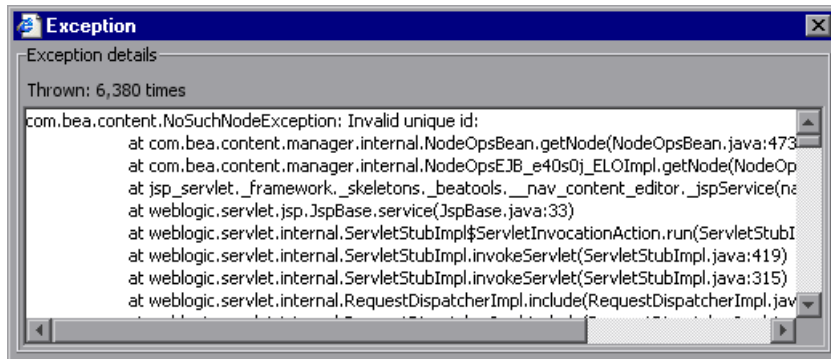 Exception
Exception details
Thrown: 6,380 times
com.bea.content.NoSuchNodeException: Invalid unique id:
at com.bea.content.manager.internal.NodeOpsBean.getNode(NodeOpsBean.java:473
at com.bea.content.manager.internal.NodeOpsEJB_e40s0j_ELOImpl.getNode(NodeOp
at jsp_servlet._framework._skeletons._beatools.__nav_content_editor._jspService(na
at weblogic.servlet.jsp.JspBase.service(JspBase.java:33)
at weblogic.servlet.internal.ServletStubImpl$ServletInvocationAction.run(ServletStubI
at weblogic.servlet.internal.ServletStubImpl.invokeServlet(ServletStubImpl.java:419)
at weblogic.servlet.internal.ServletStubImpl.invokeServlet(ServletStubImpl.java:315)
at weblogic.servlet.internal.RequestDispatcherImpl.include(RequestDispatcherImpl.jav